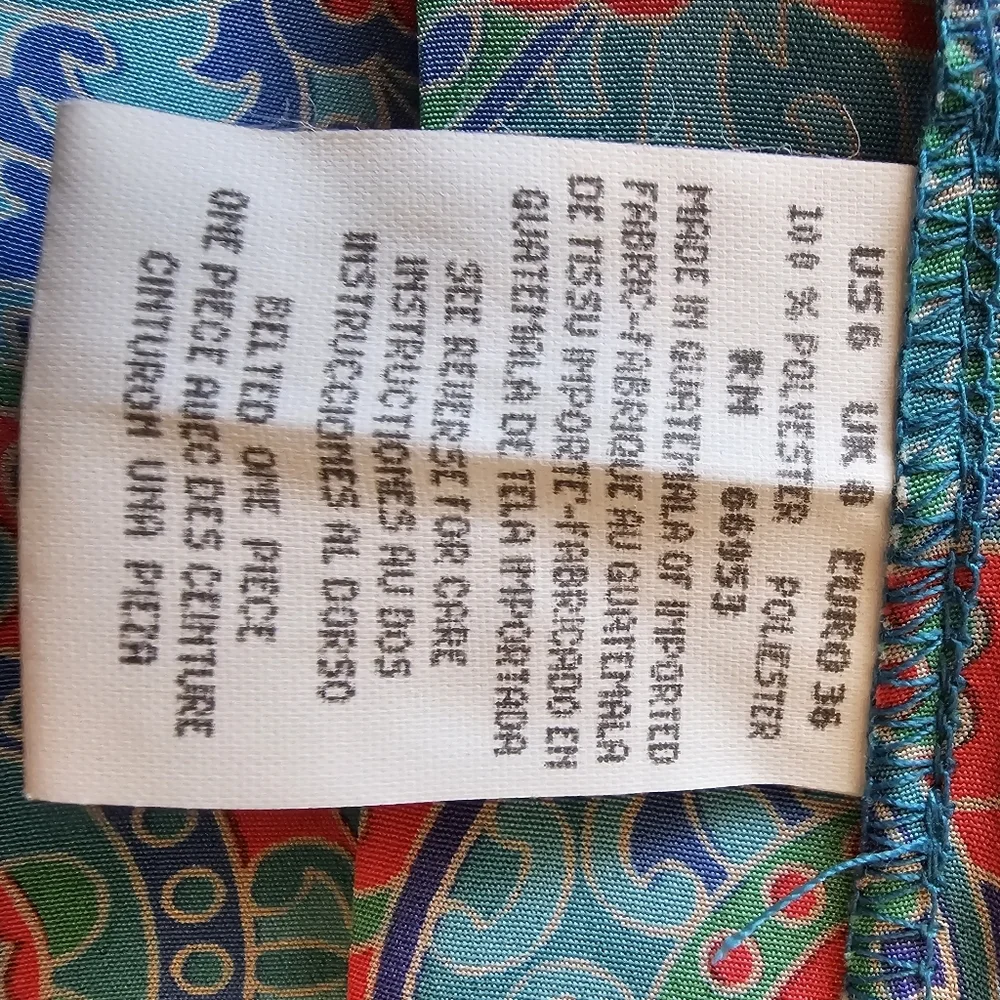 US 6 UK 8 EURO 36
100 % POLYESTER POLIESTER
RN 66953
MADE IN GUATEMALA OF IMPORTED
FABRIC-FABRIQUE AU GUATEMALA
DE TISSU IMPORTE-FABRICADO EN
GUATEMALA DE TELA IMPORTADA
SEE REVERSE FOR CARE
INSTRUCTIONS AU DOS
INSTRUCCIONES AL DORSO
BELTED ONE PIECE
ONE PIECE AVEC DES CEINTURE
CINTURON UNA PIEZA